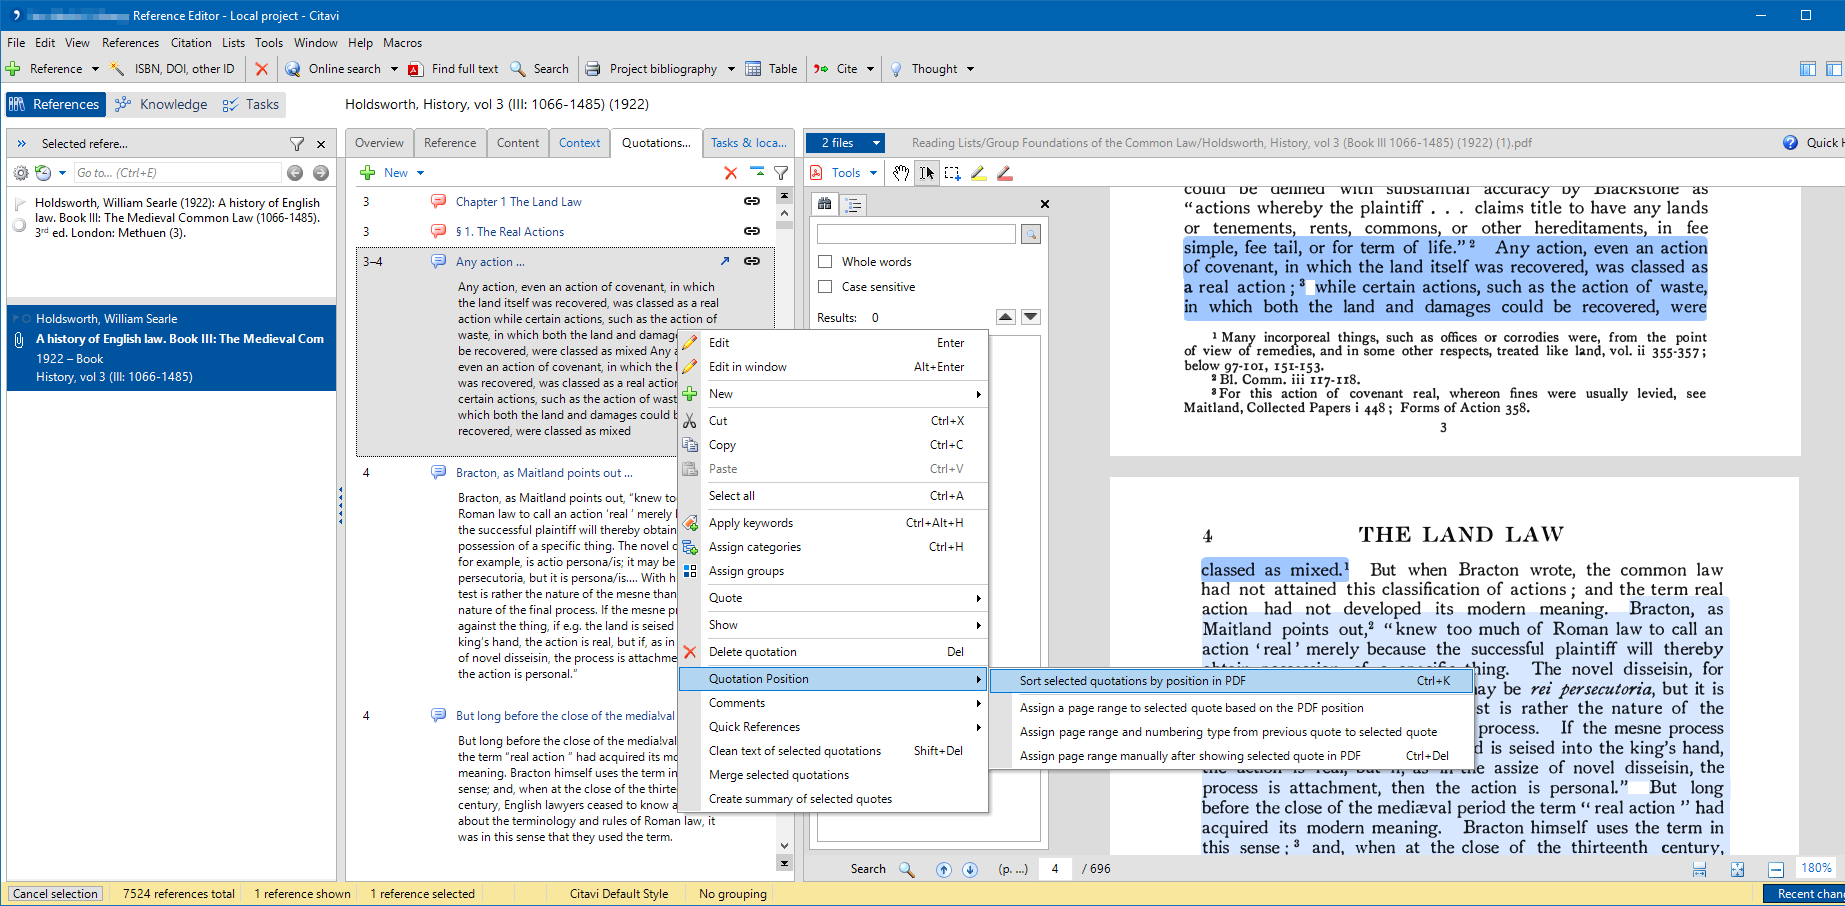 Reference Editor - Local project - Citavi
File Edit View References Citation Lists Tools Window Help Macros
Reference ISBN, DOI, other ID Online search Find full text Search Project bibliography Table Cite Thought
References Knowledge Tasks Holdsworth, History, vol 3 (III: 1066-1485) (1922)
Selected refere...
Go to... (Ctrl+E)
Holdsworth, William Searle (1922): A history of English
law. Book III: The Medieval Common Law (1066-1485).
3rd ed. London: Methuen (3).
Holdsworth, William Searle
A history of English law. Book III: The Medieval Com
1922 – Book
History, vol 3 (III: 1066-1485)
Overview Reference Content Context Quotations... Tasks & loca...
New
3 Chapter 1 The Land Law
3 § 1. The Real Actions
3–4 Any action ...
Any action, even an action of covenant, in which
the land itself was recovered, was classed as a real
action while certain actions, such as the action of
waste, in which both the land and damag
be recovered, were classed as mixed Any a
even an action of covenant, in which the l
was recovered, was classed as a real actio
certain actions, such as the action of wast
which both the land and damages could b
recovered, were classed as mixed
4 Bracton, as Maitland points out ...
Bracton, as Maitland points out, “knew too
Roman law to call an action ‘real ’ merely
the successful plaintiff will thereby obtain
possession of a specific thing. The novel
for example, is actio persona/is; it may be
persecutoria, but it is persona/is.... With h
test is rather the nature of the mesne than
nature of the final process. If the mesne p
against the thing, if e.g. the land is seised
king’s hand, the action is real, but if, as in
of novel disseisin, the process is attachme
the action is personal.”
4 But long before the close of the media!val
But long before the close of the media!val
the term “real action ” had acquired its mo
meaning. Bracton himself uses the term in
sense; and, when at the close of the thirtee
century, English lawyers ceased to know a
about the terminology and rules of Roman law, it
was in this sense that they used the term.
Edit Enter
Edit in window Alt+Enter
New
Cut Ctrl+X
Copy Ctrl+C
Paste Ctrl+V
Select all Ctrl+A
Apply keywords Ctrl+Alt+H
Assign categories Ctrl+H
Assign groups
Quote
Show
Delete quotation Del
Quotation Position
Comments
Quick References
Clean text of selected quotations Shift+Del
Merge selected quotations
Create summary of selected quotes
Sort selected quotations by position in PDF Ctrl+K
Assign a page range to selected quote based on the PDF position
Assign page range and numbering type from previous quote to selected quote
Assign page range manually after showing selected quote in PDF Ctrl+Del
2 files Reading Lists/Group Foundations of the Common Law/Holdsworth, History, vol 3 (Book III 1066-1485) (1922) (1).pdf Quick H
Tools
Whole words
Case sensitive
Results: 0
could be defined with substantial accuracy by Blackstone as
“actions whereby the plaintiff . . . claims title to have any lands
or tenements, rents, commons, or other hereditaments, in fee
simple, fee tail, or for term of life.”² Any action, even an action
of covenant, in which the land itself was recovered, was classed as
a real action ;³ while certain actions, such as the action of waste,
in which both the land and damages could be recovered, were
¹ Many incorporeal things, such as offices or corrodies were, from the point
of view of remedies, and in some other respects, treated like land, vol. ii 355-357 ;
below 97-101, 151-153.
² Bl. Comm. iii 117-118.
³ For this action of covenant real, whereon fines were usually levied, see
Maitland, Collected Papers i 448 ; Forms of Action 358.
3
4 THE LAND LAW
classed as mixed.¹ But when Bracton wrote, the common law
had not attained this classification of actions ; and the term real
action had not developed its modern meaning. Bracton, as
Maitland points out,² “ knew too much of Roman law to call an
action ‘ real ’ merely because the successful plaintiff will thereby
obtain possession of a specific thing. The novel disseisin, for
ay be rei persecutoria, but it is
st is rather the nature of the
process. If the mesne process
d is seised into the king’s hand,
the action is real, but if, as in the assize of novel disseisin, the
process is attachment, then the action is personal.” But long
before the close of the mediæval period the term “ real action ” had
acquired its modern meaning. Bracton himself uses the term in
this sense ;³ and, when at the close of the thirteenth century,
Search (p. ...) 4 / 696 180%
Cancel selection 7524 references total 1 reference shown 1 reference selected Citavi Default Style No grouping Recent chan